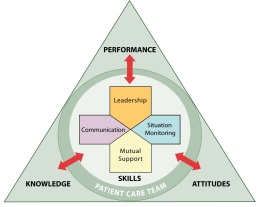 PERFORMANCE
Leadership
Communication
Situation
Monitoring
Mutual
Support
KNOWLEDGE
SKILLS
ATTITUDES
PATIENT CARE TEAM